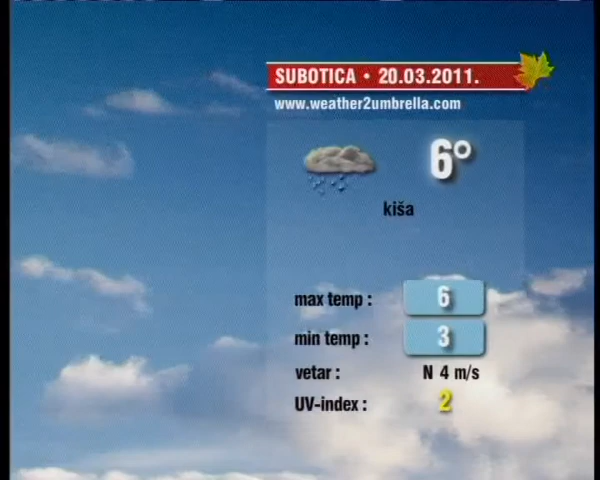 SUBOTICA • 20.03.2011.
www.weather2umbrella.com
6°
kiša
max temp : 6
min temp : 3
vetar : N 4 m/s
UV-index : 2